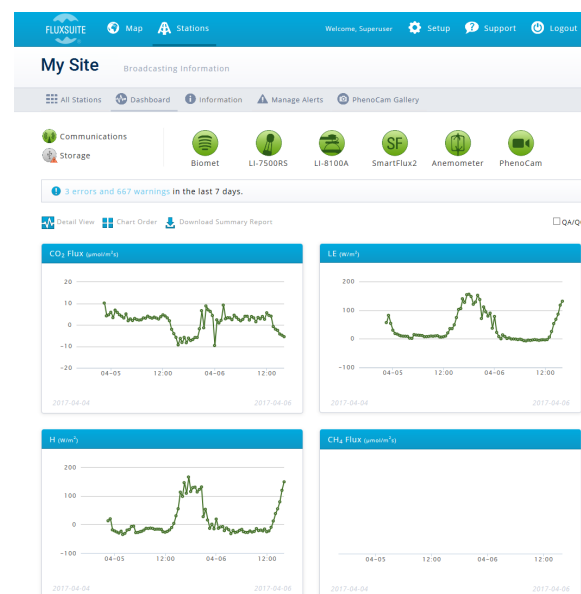 FLUXSUITE Map Stations Welcome, Superuser Setup Support Logout
My Site Broadcasting Information
All Stations Dashboard Information Manage Alerts PhenoCam Gallery
Communications
Storage
SF
Biomet LI-7500RS LI-8100A SmartFlux2 Anemometer PhenoCam
3 errors and 667 warnings in the last 7 days.
Detail View Chart Order Download Summary Report QA/Q
CO₂ Flux (μmol/m²s)
20
10
0
−10
−20
04−05 12:00 04−06 12:00
2017-04-04 2017-04-06
LE (W/m²)
200
100
0
−100
04−05 12:00 04−06 12:00
2017-04-04 2017-04-06
H (W/m²)
200
100
0
−100
04−05 12:00 04−06 12:00
2017-04-04 2017-04-06
CH₄ Flux (μmol/m²s)
04−05 12:00 04−06 12:00
2017-04-04 2017-04-06